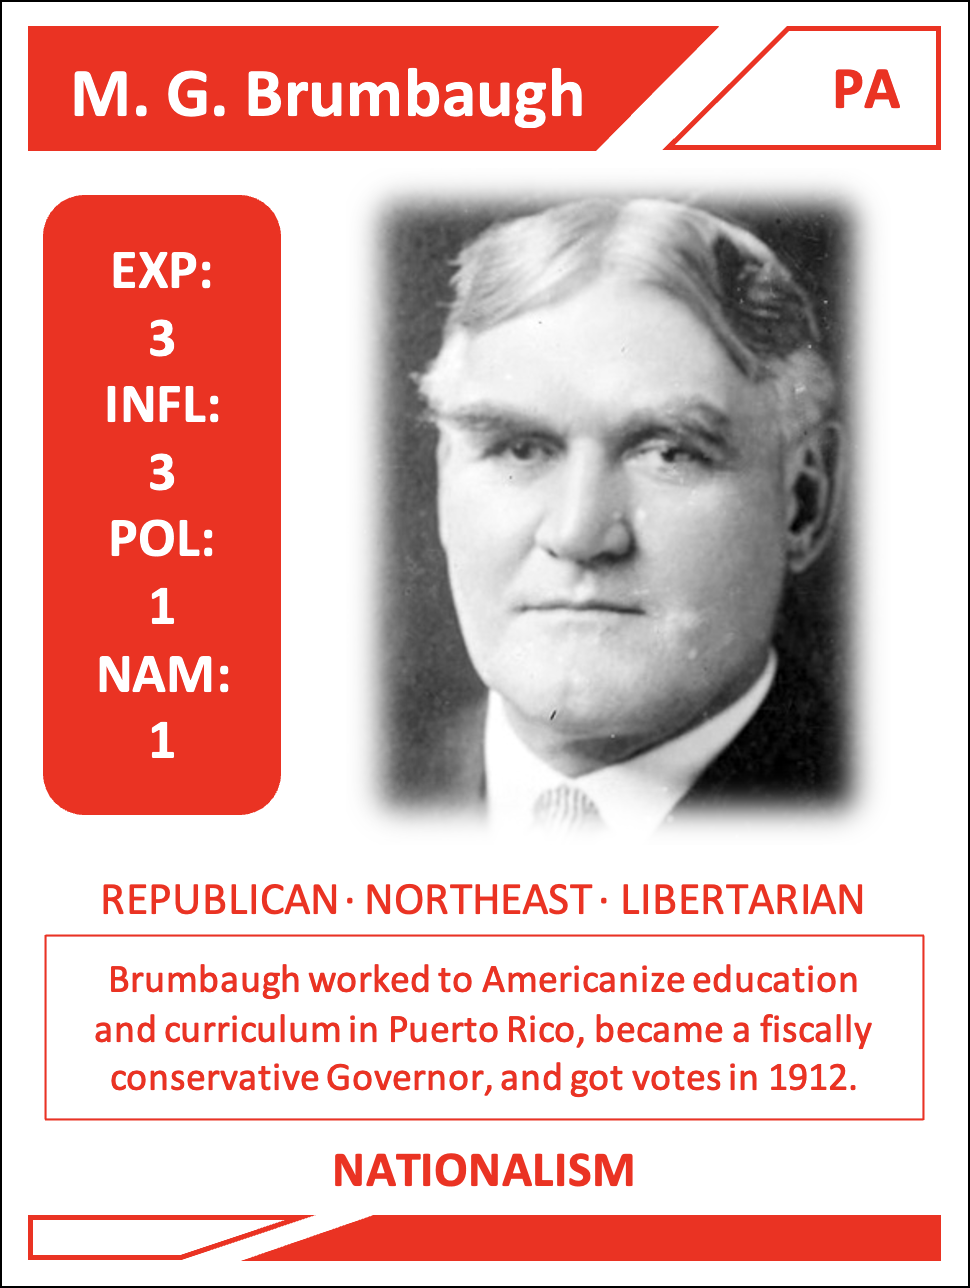 M. G. Brumbaugh
PA
EXP:
3
INFL:
3
POL:
1
NAM:
1
REPUBLICAN · NORTHEAST · LIBERTARIAN
Brumbaugh worked to Americanize education
and curriculum in Puerto Rico, became a fiscally
conservative Governor, and got votes in 1912.
NATIONALISM